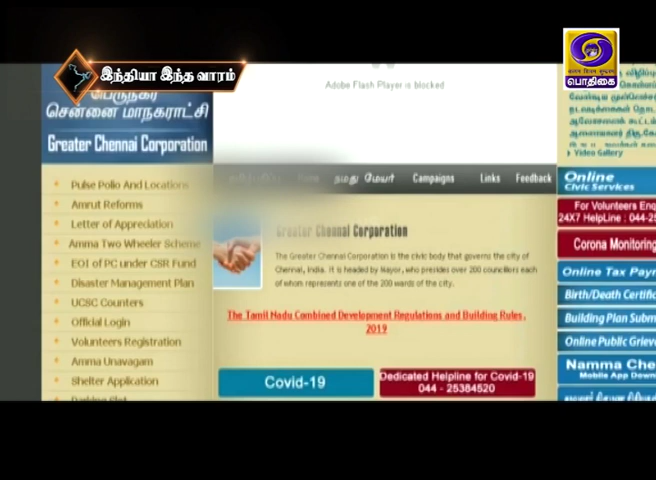 இந்தியா இந்த வாரம்
பொதிகை
Adobe Flash Player is blocked
பெருநகர
சென்னை மாநகராட்சி
Greater Chennai Corporation
Pulse Polio And Locations
Amrut Reforms
Letter of Appreciation
Amma Two Wheeler Scheme
EOI of PC under CSR Fund
Disaster Management Plan
UCSC Counters
Official Login
Volunteers Registration
Amma Unavagam
Shelter Application
நமது மேயர் Campaigns Links Feedback
Greater Chennai Corporation
The Greater Chennai Corporation is the civic body that governs the city of
Chennai, India. It is headed by Mayor, who presides over 200 councillors each
of whom represents one of the 200 wards of the city.
The Tamil Nadu Combined Development Regulations and Building Rules,
2019
Covid-19
Dedicated Helpline for Covid-19
044 - 25384520
Video Gallery
Online
Civic Services
For Volunteers Enq
24X7 HelpLine : 044-25
Corona Monitoring
Online Tax Paym
Birth/Death Certific
Building Plan Subm
Online Public Grieva
Namma Che
Mobile App Down